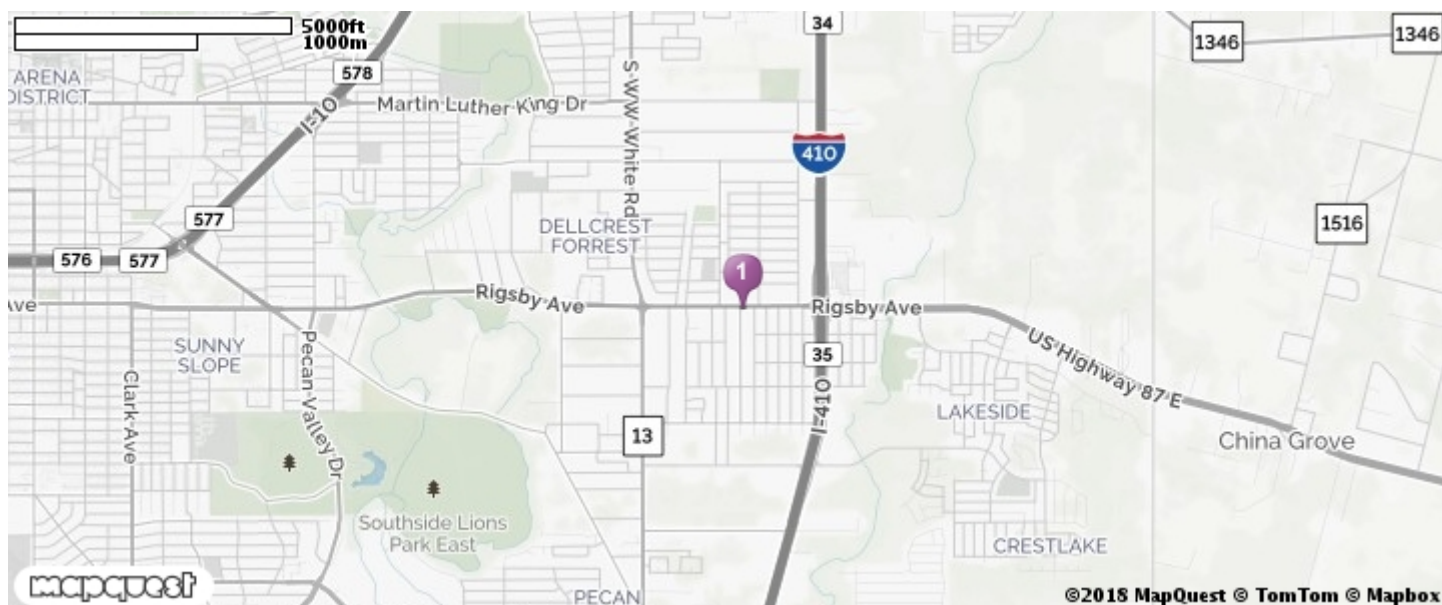 5000ft
1000m
34
1346
1346
578
ARENA
DISTRICT
Martin Luther King Dr
I-10
S-WW-White Rd
410
577
1516
576
577
DELLCREST
FORREST
1
Ave
Rigsby Ave
Rigsby Ave
SUNNY
SLOPE
Pecan-Valley Dr
Clark-Ave
35
US Highway 87 E
I-410
LAKESIDE
13
China Grove
Southside Lions
Park East
CRESTLAKE
mapquest
PECAN
©2018 MapQuest © TomTom © Mapbox